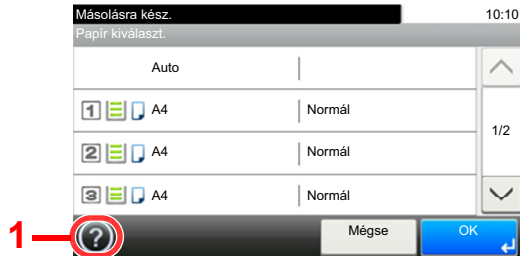 Másolásra kész. 10:10
Papír kiválaszt.
Auto
1 A4 Normál
1/2
2 A4 Normál
3 A4 Normál
1 ? Mégse OK